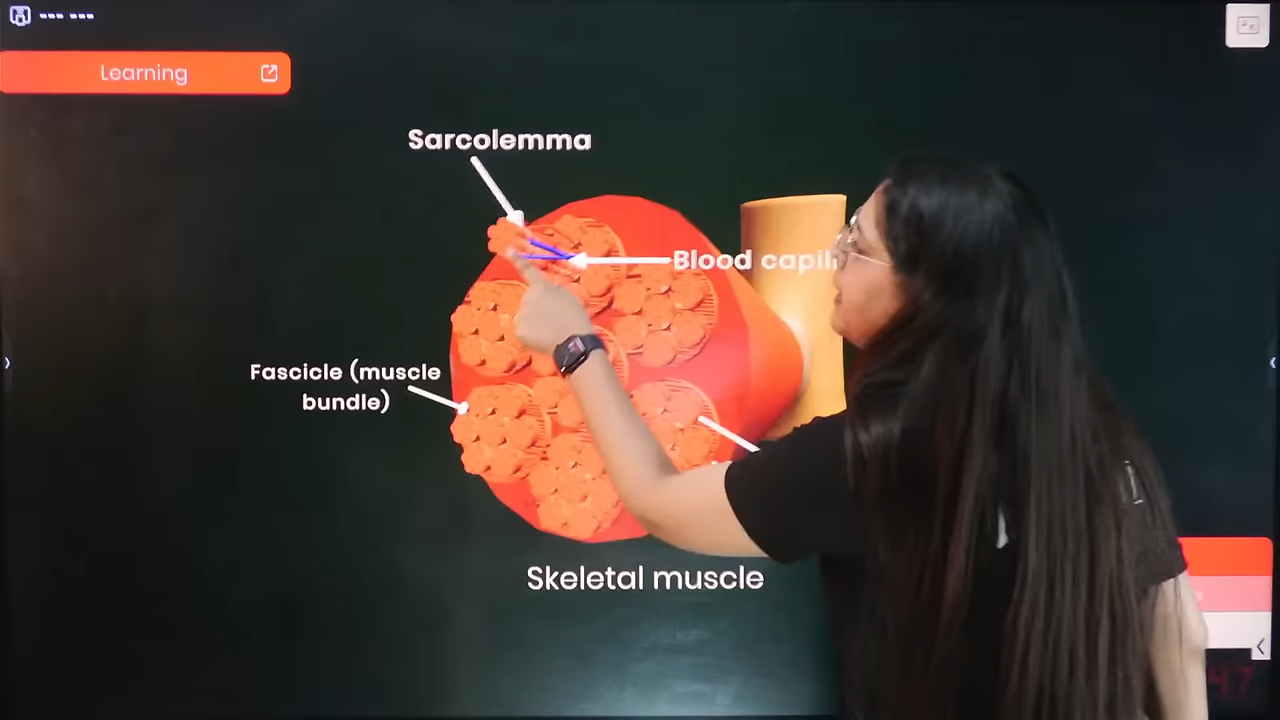 Learning
Sarcolemma
Blood capil
Fascicle (muscle
bundle)
Skeletal muscle